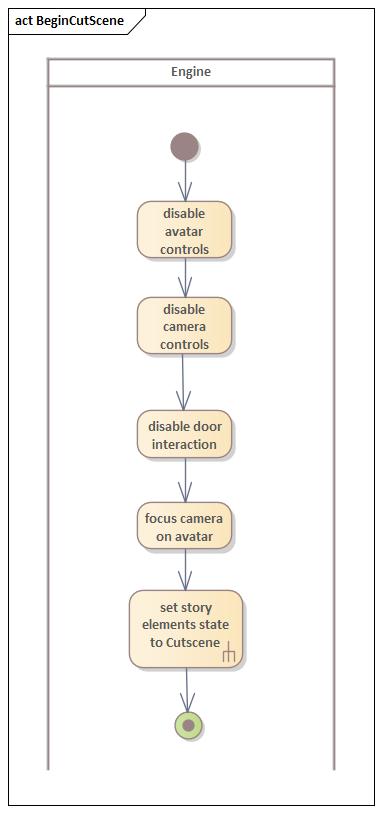 act BeginCutScene
Engine
disable
avatar
controls
disable
camera
controls
disable door
interaction
focus camera
on avatar
set story
elements state
to Cutscene